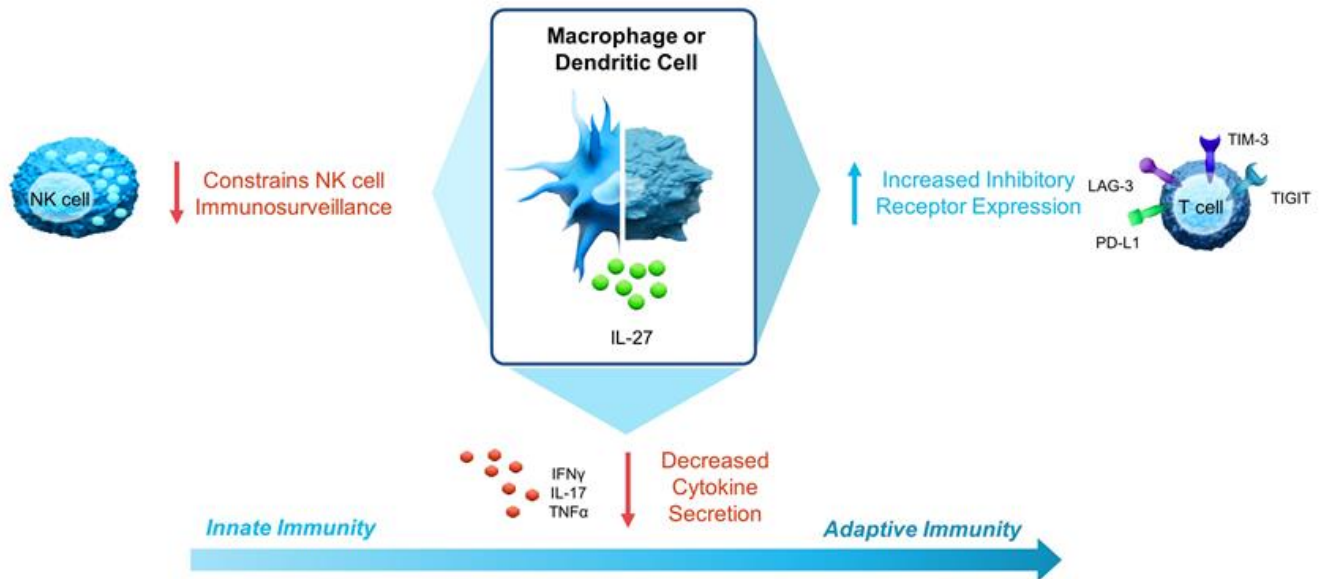 Macrophage or
Dendritic Cell
IL-27
NK cell
Constrains NK cell
Immunosurveillance
Increased Inhibitory
Receptor Expression
TIM-3
LAG-3
T cell
TIGIT
PD-L1
IFNγ
IL-17
TNFα
Decreased
Cytokine
Secretion
Innate Immunity
Adaptive Immunity